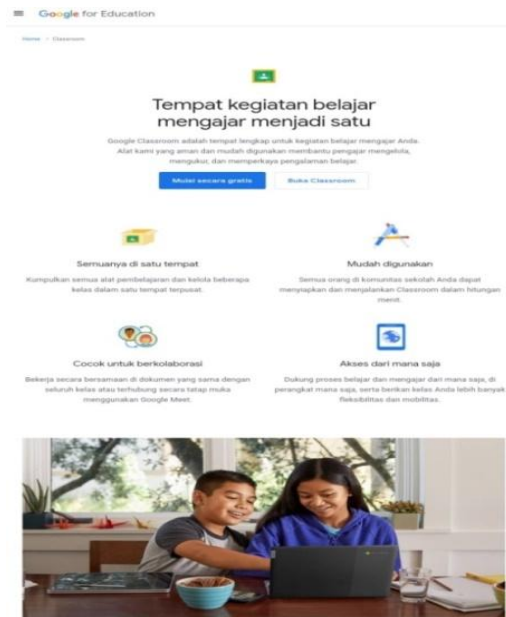 Google for Education
Home > Classroom
Tempat kegiatan belajar
mengajar menjadi satu
Google Classroom adalah tempat lengkap untuk kegiatan belajar mengajar Anda.
Alat kami yang aman dan mudah digunakan membantu pengajar mengelola,
mengukur, dan memperkaya pengalaman belajar.
Mulai secara gratis
Buka Classroom
Semuanya di satu tempat
Kumpulkan semua alat pembelajaran dan kelola beberapa
kelas dalam satu tempat terpusat.
Mudah digunakan
Semua orang di komunitas sekolah Anda dapat
menyiapkan dan menjalankan Classroom dalam hitungan
menit.
Cocok untuk berkolaborasi
Bekerja secara bersamaan di dokumen yang sama dengan
seluruh kelas atau terhubung secara tatap muka
menggunakan Google Meet.
Akses dari mana saja
Dukung proses belajar dan mengajar dari mana saja, di
perangkat mana saja, serta berikan kelas Anda lebih banyak
fleksibilitas dan mobilitas.